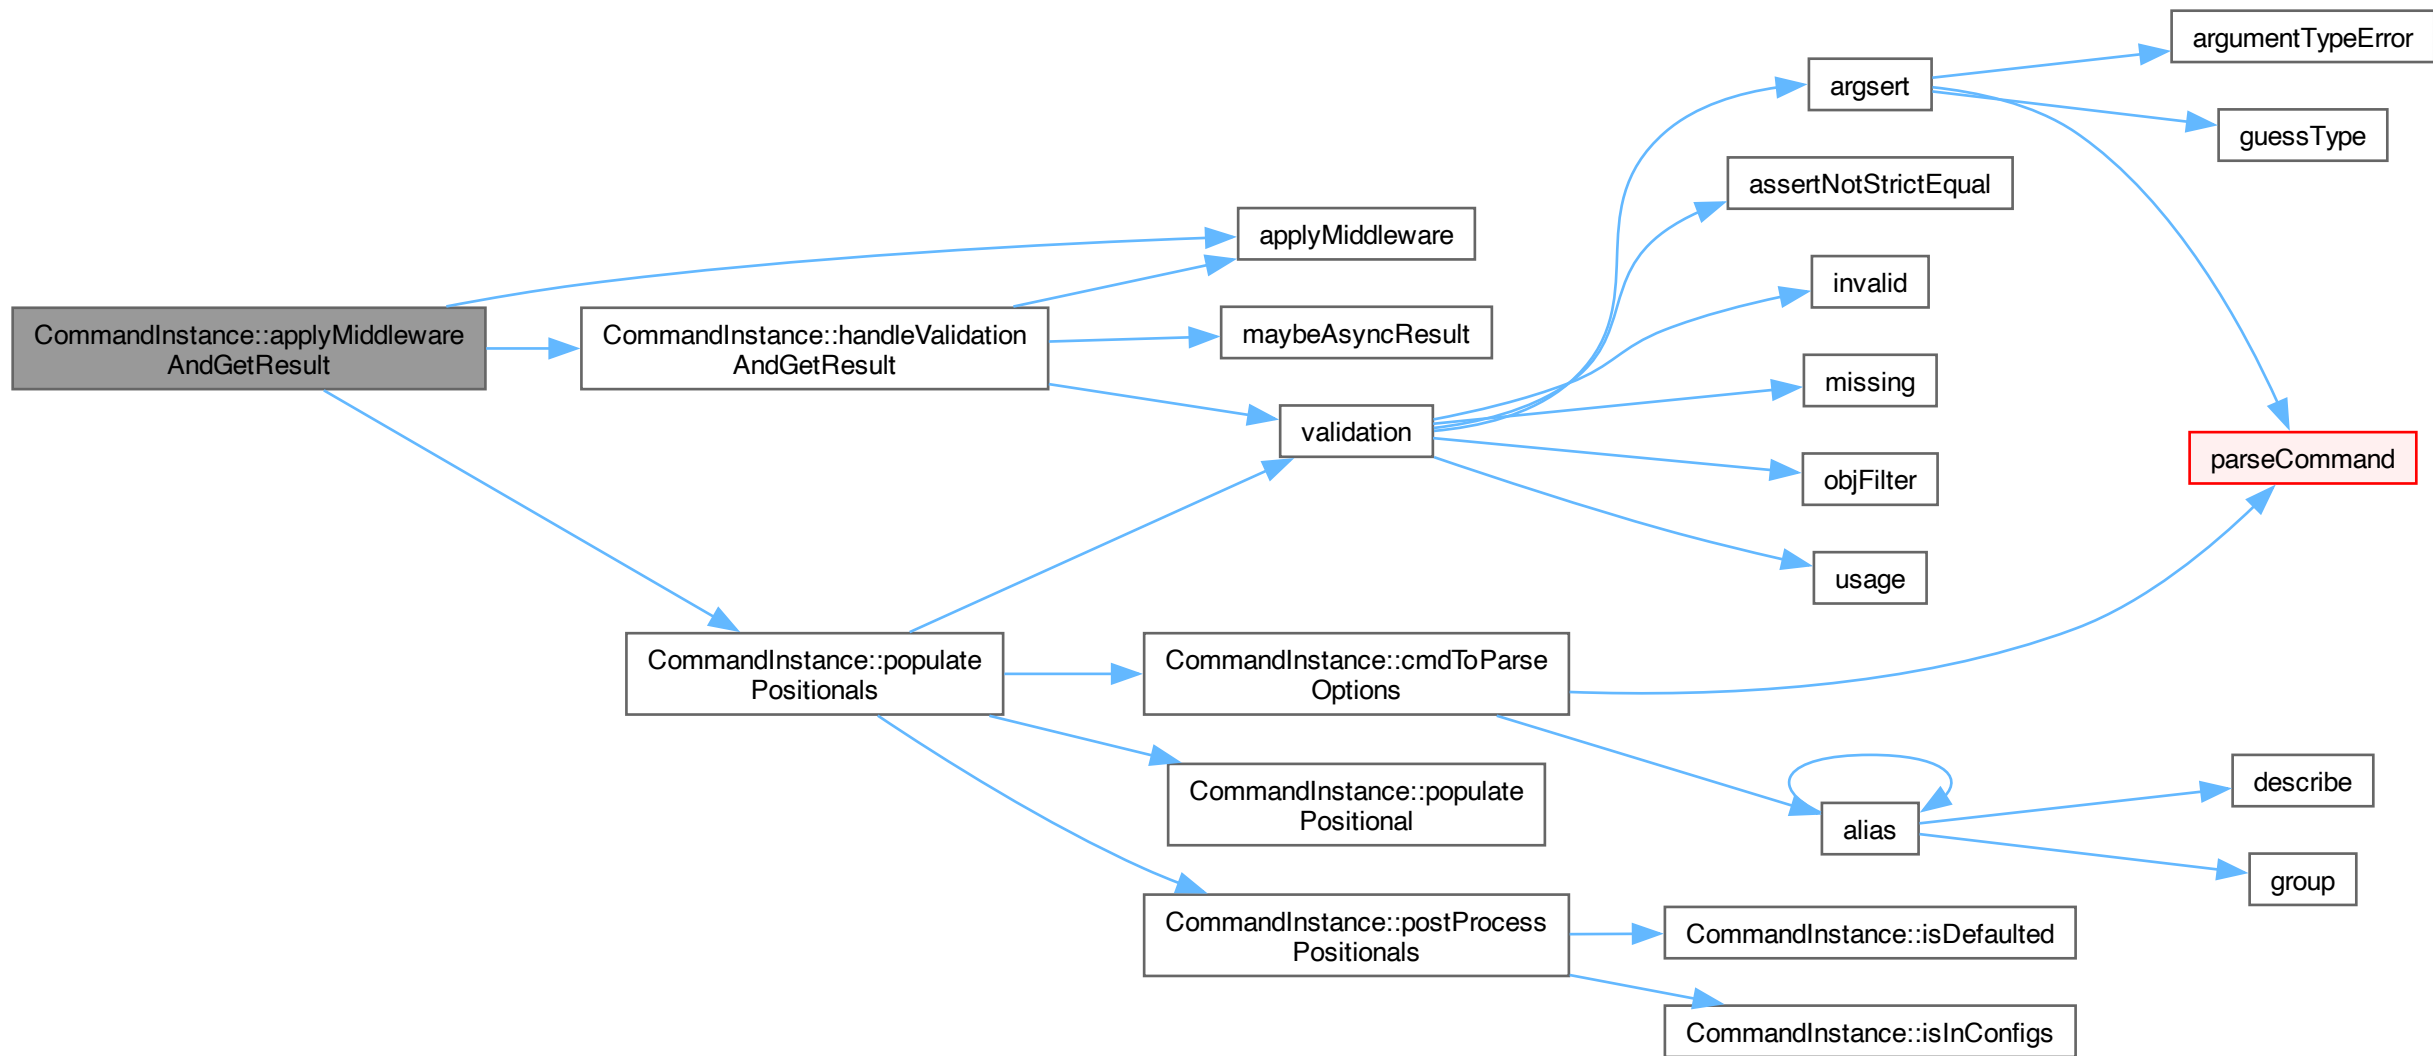 CommandInstance::applyMiddleware
AndGetResult
CommandInstance::handleValidation
AndGetResult
CommandInstance::populate
Positionals
applyMiddleware
maybeAsyncResult
validation
CommandInstance::cmdToParse
Options
CommandInstance::populate
Positional
CommandInstance::postProcess
Positionals
argsert
assertNotStrictEqual
invalid
missing
objFilter
usage
alias
CommandInstance::isDefaulted
CommandInstance::isInConfigs
argumentTypeError
guessType
parseCommand
describe
group